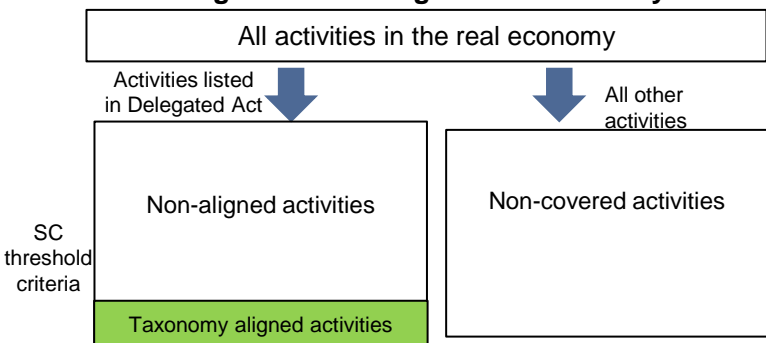 All activities in the real economy
Activities listed
in Delegated Act
All other
activities
Non-aligned activities
Non-covered activities
SC
threshold
criteria
Taxonomy aligned activities